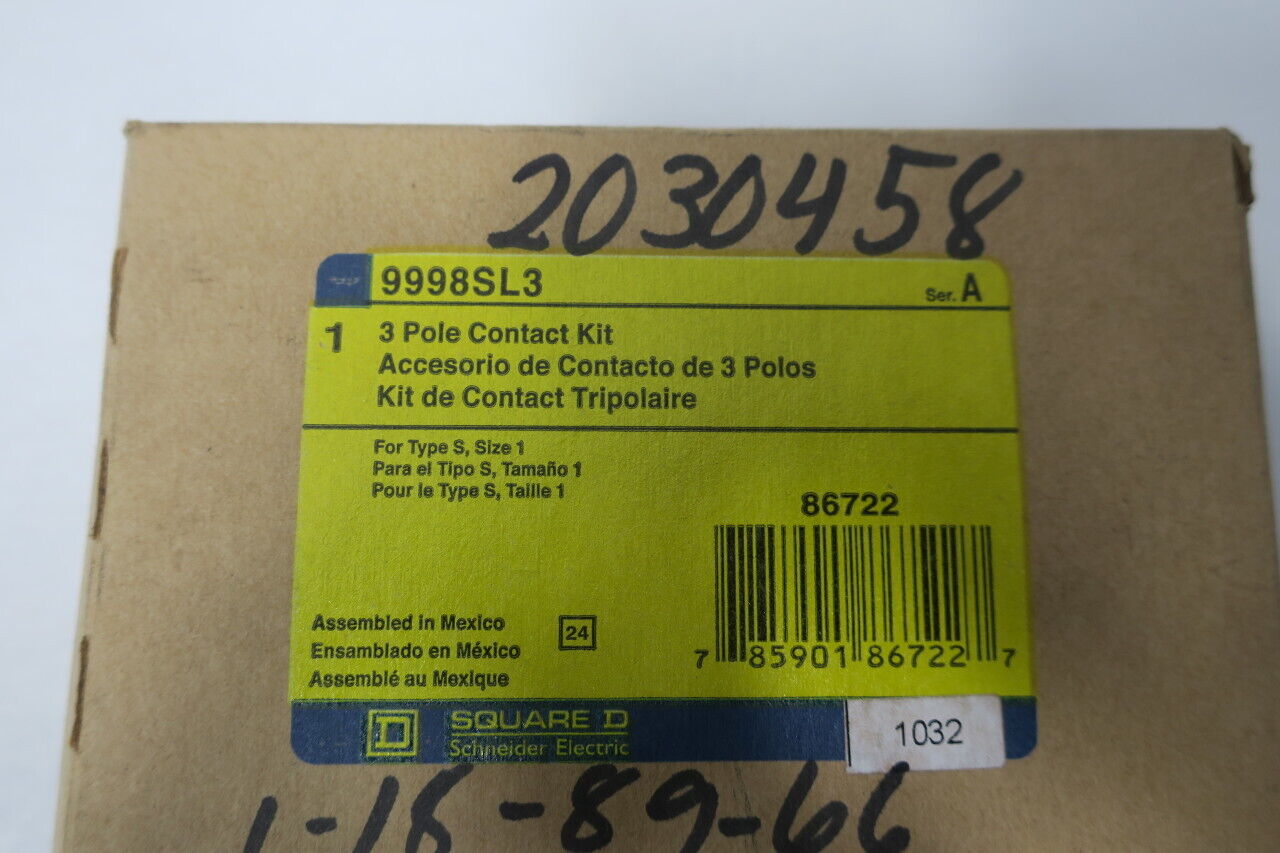 2030458
9998SL3
Ser. A
1
3 Pole Contact Kit
Accesorio de Contacto de 3 Polos
Kit de Contact Tripolaire
For Type S, Size 1
Para el Tipo S, Tamaño 1
Pour le Type S, Taille 1
86722
7 85901 86722 7
Assembled in Mexico
Ensamblado en México
Assemblé au Mexique
24
D
SQUARE D
Schneider Electric
1032
1-18-89-66